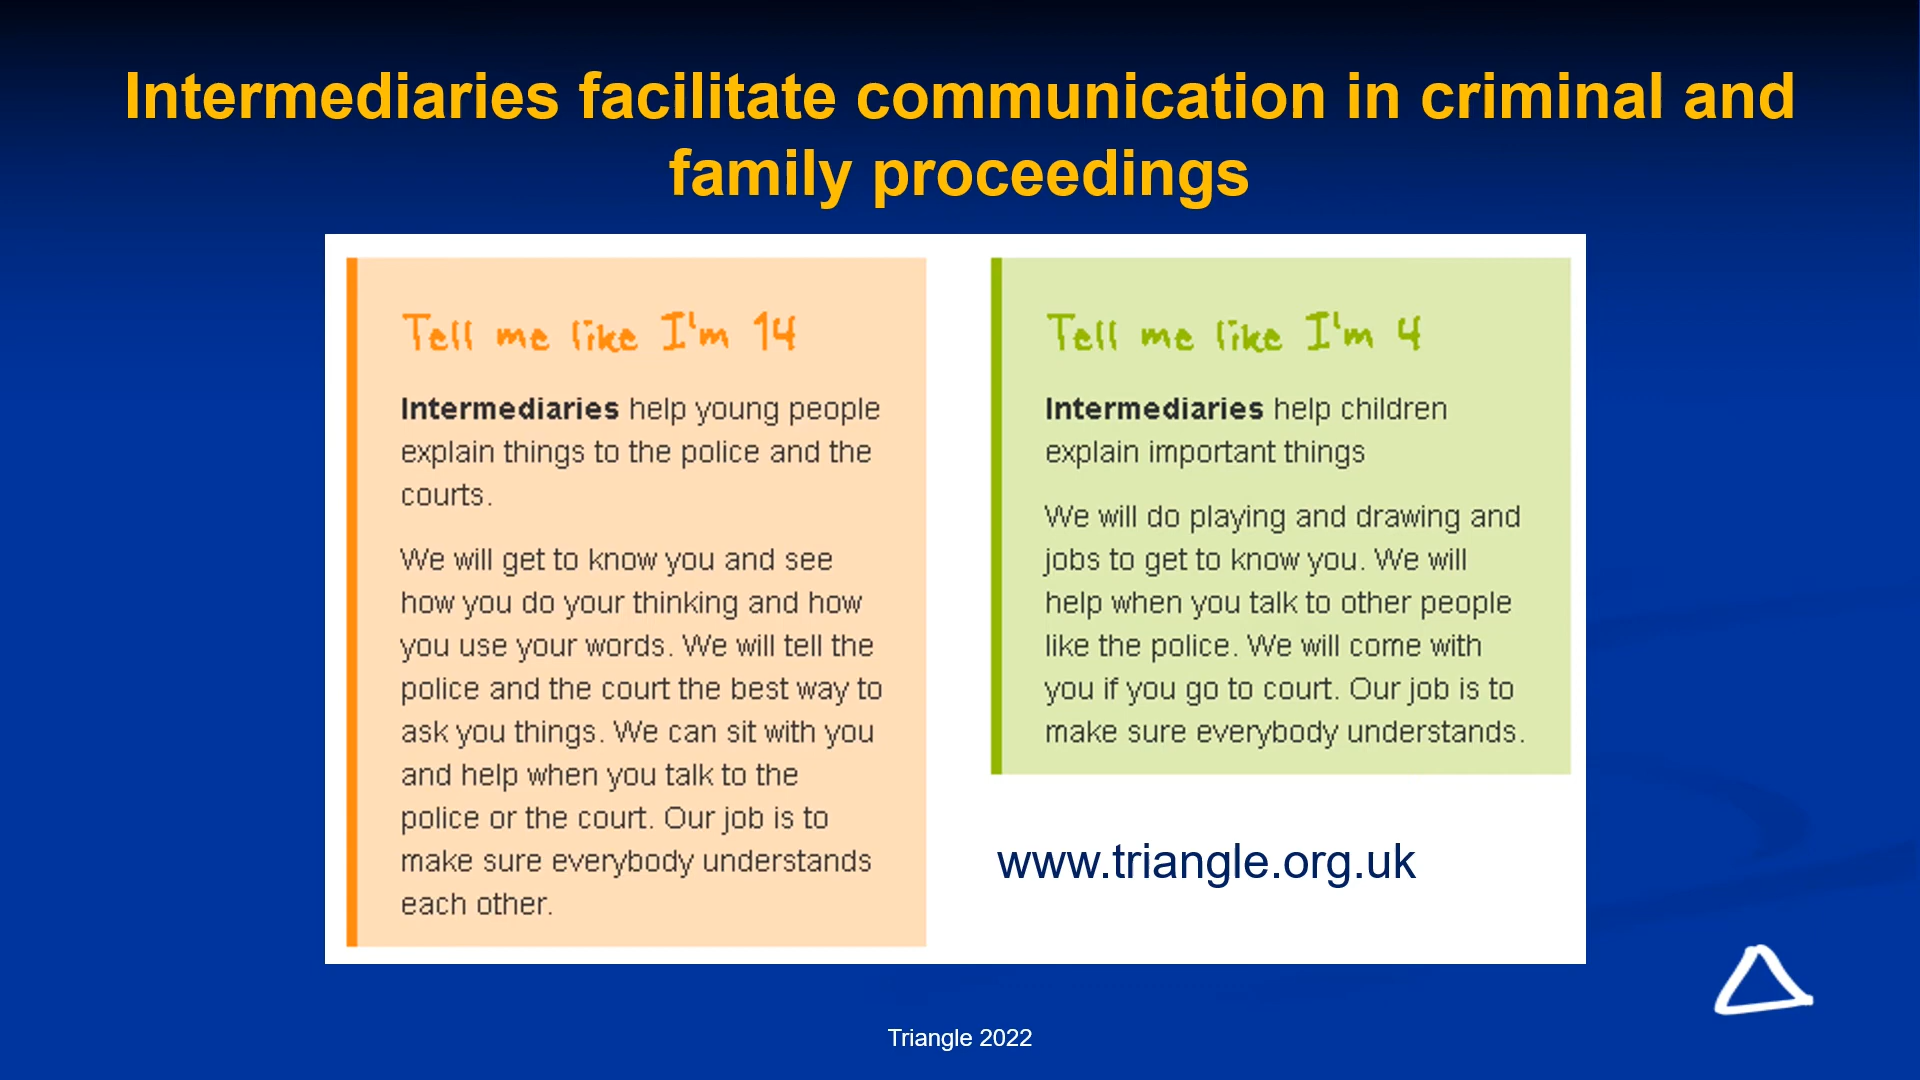 Intermediaries facilitate communication in criminal and
family proceedings
Tell me like I'm 14
Intermediaries help young people
explain things to the police and the
courts.
We will get to know you and see
how you do your thinking and how
you use your words. We will tell the
police and the court the best way to
ask you things. We can sit with you
and help when you talk to the
police or the court. Our job is to
make sure everybody understands
each other.
Tell me like I'm 4
Intermediaries help children
explain important things
We will do playing and drawing and
jobs to get to know you. We will
help when you talk to other people
like the police. We will come with
you if you go to court. Our job is to
make sure everybody understands.
www.triangle.org.uk
Triangle 2022